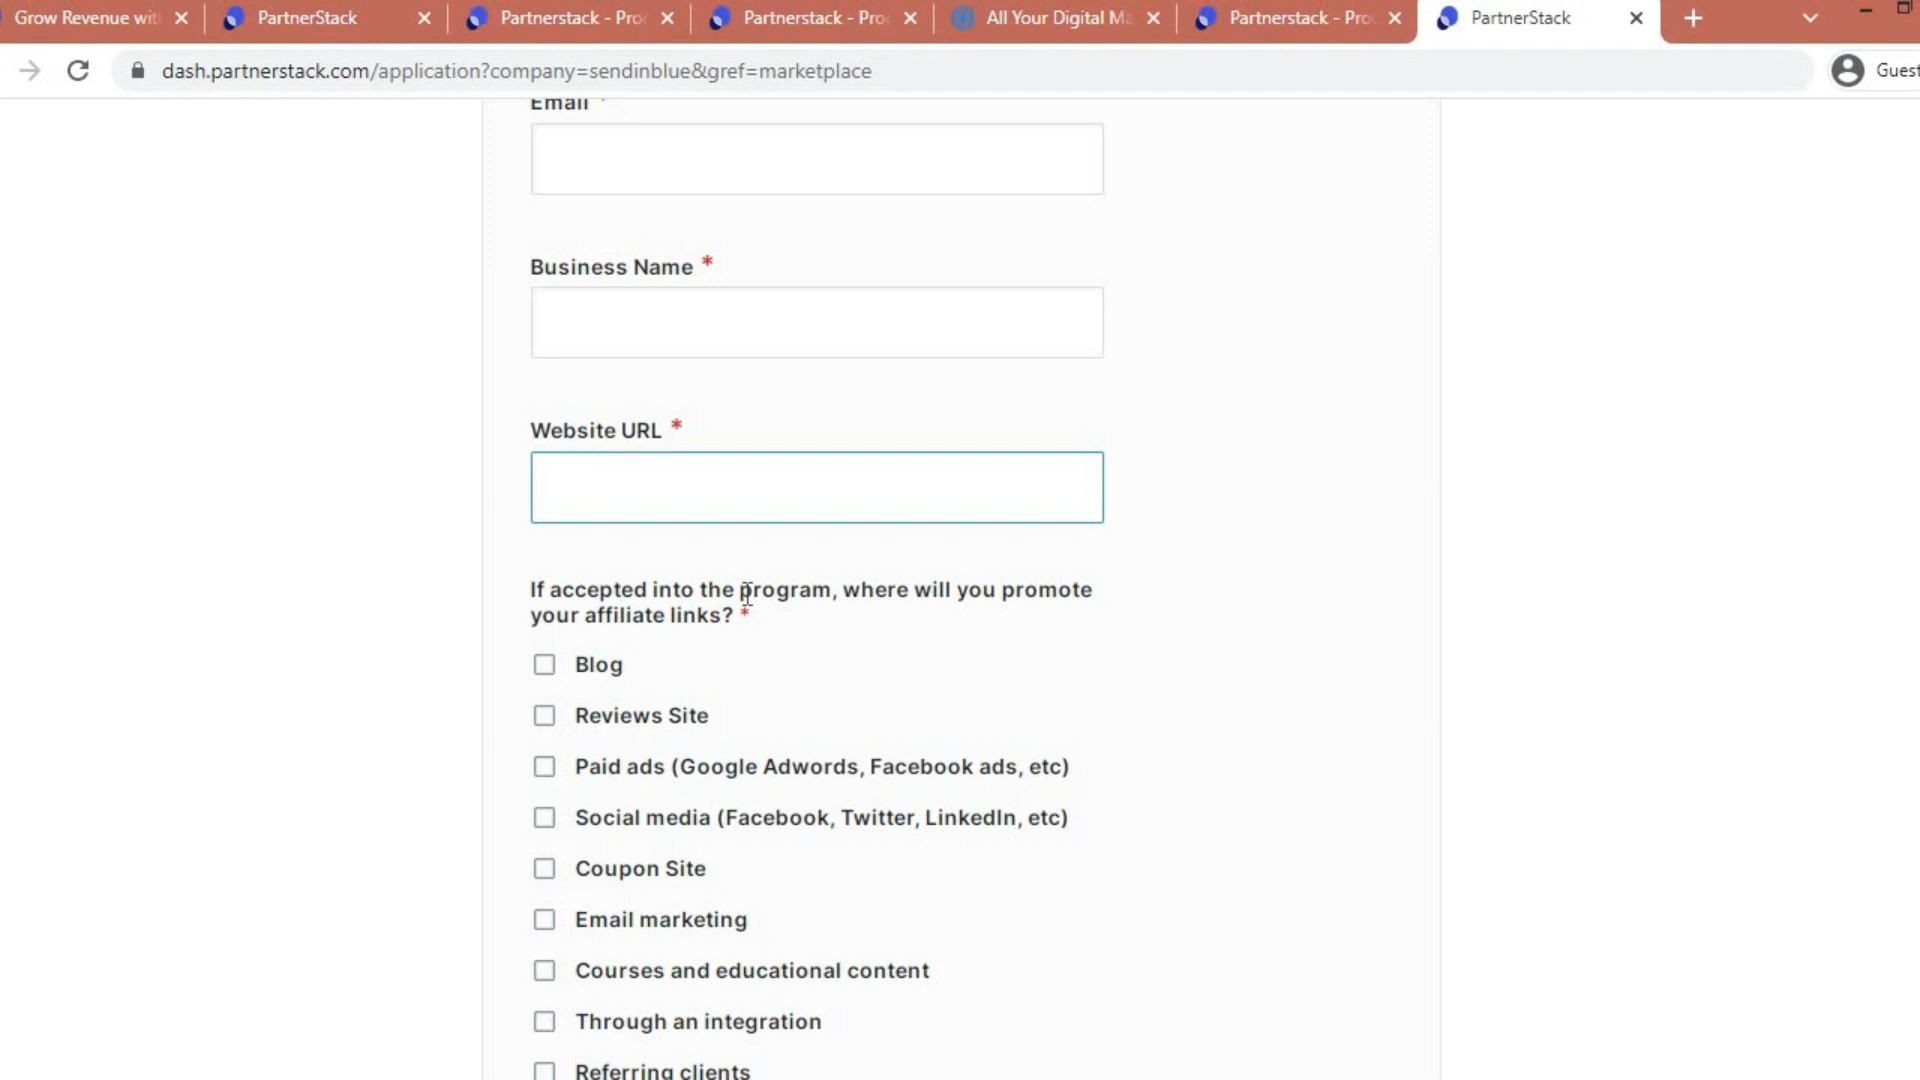 Grow Revenue wit
PartnerStack
Partnerstack - Pro
Partnerstack - Pro
All Your Digital Ma
Partnerstack - Pro
PartnerStack
dash.partnerstack.com/application?company=sendinblue&gref=marketplace
Guest
Email *
Business Name *
Website URL *
If accepted into the program, where will you promote
your affiliate links? *
Blog
Reviews Site
Paid ads (Google Adwords, Facebook ads, etc)
Social media (Facebook, Twitter, LinkedIn, etc)
Coupon Site
Email marketing
Courses and educational content
Through an integration
Referring clients